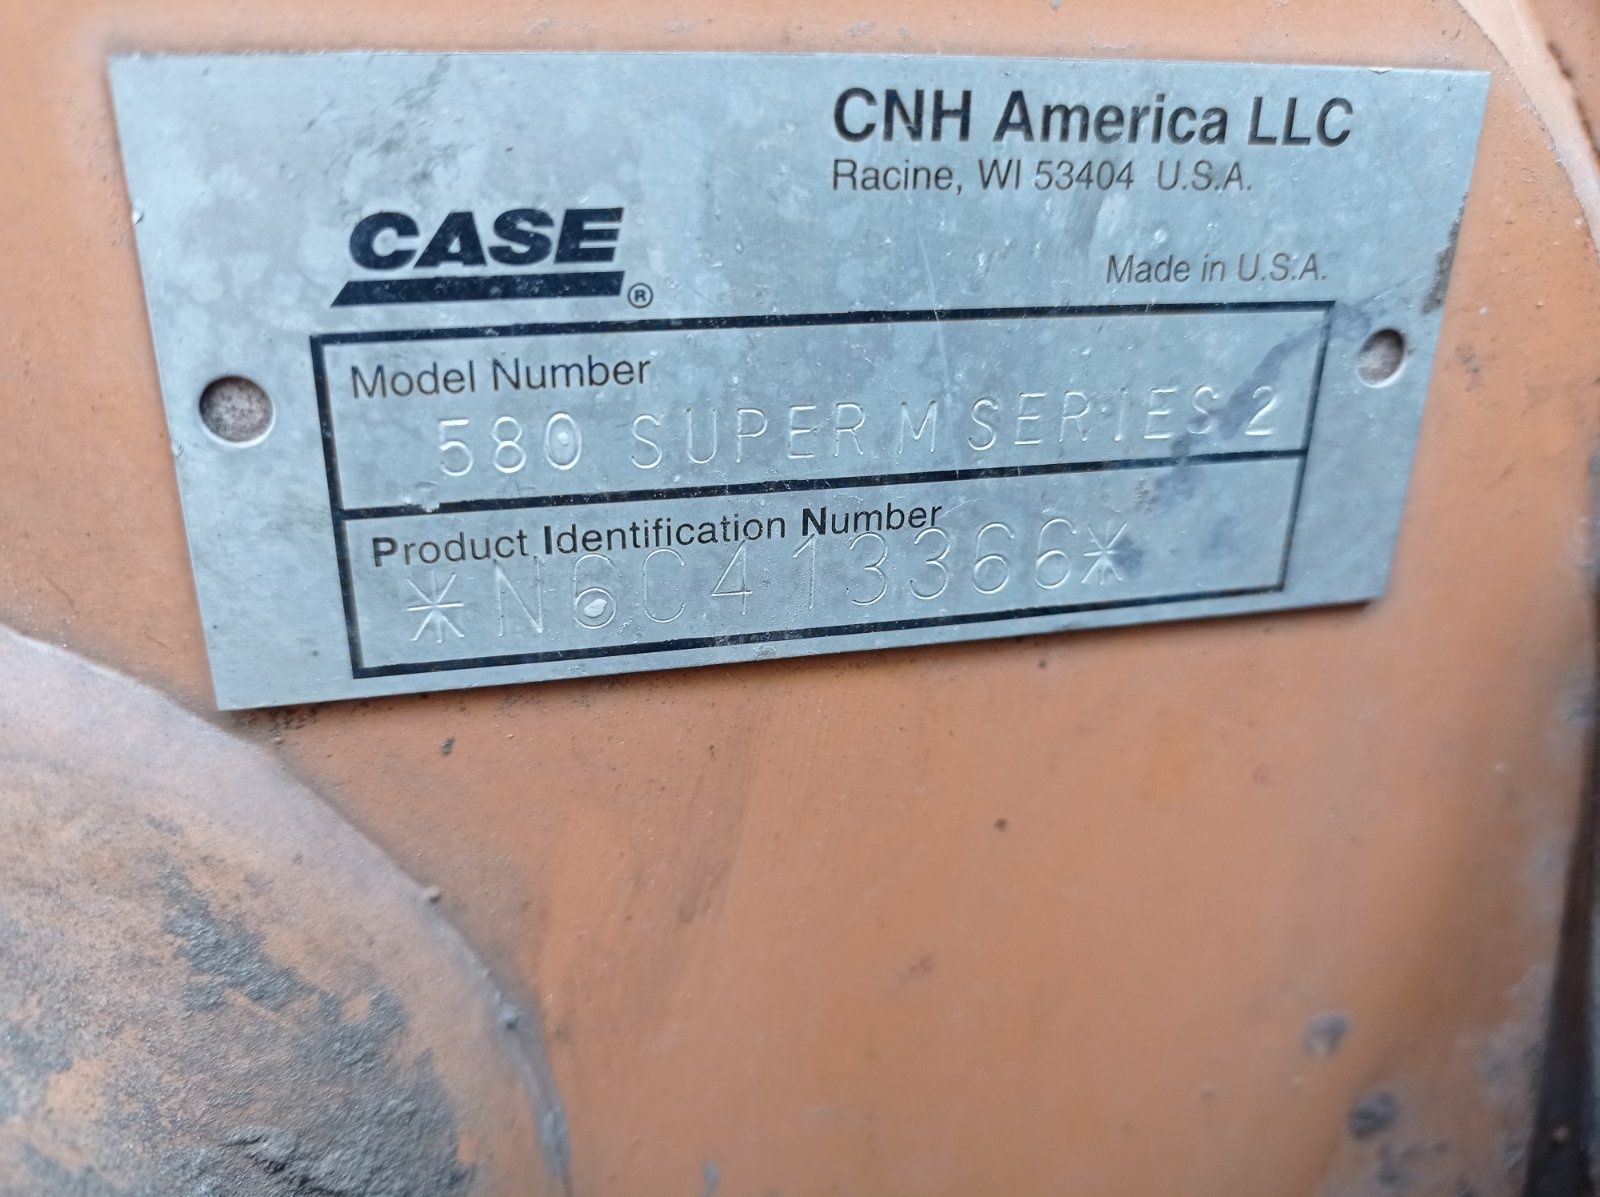 CNH America LLC
Racine, WI 53404 U.S.A.
CASE®
Made in U.S.A.
Model Number
580 SUPER M SERIES 2
Product Identification Number
*N6C413366*